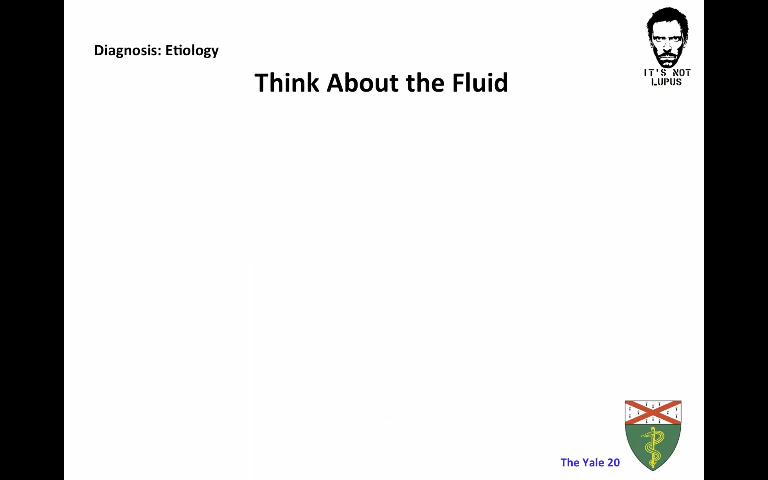 Diagnosis: Etiology
Think About the Fluid
IT'S NOT
LUPUS
The Yale 20